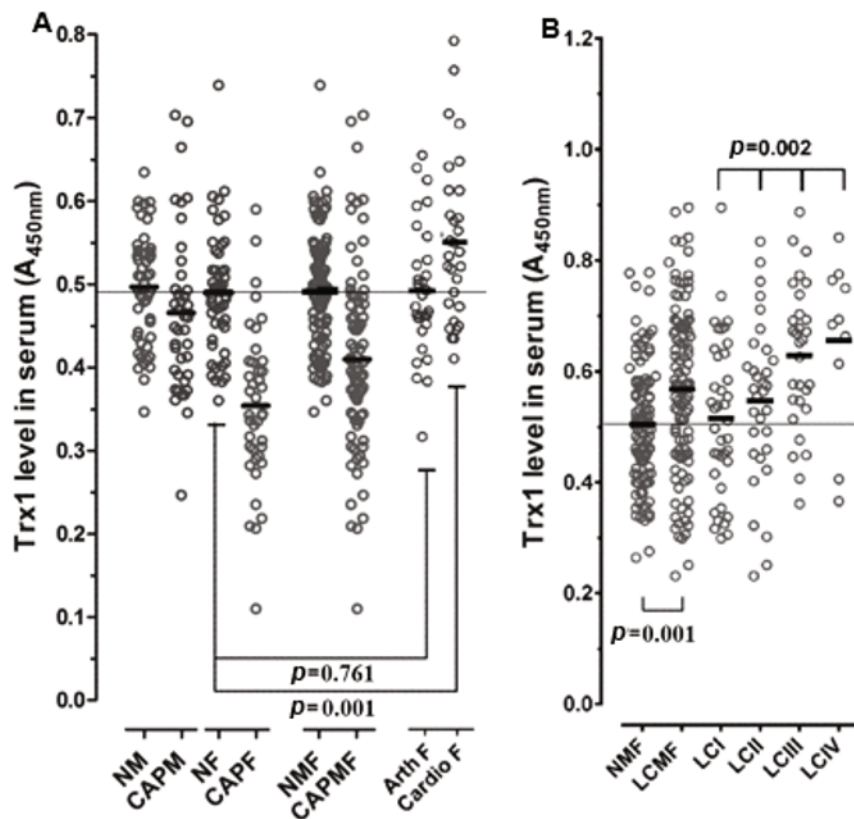 A
Trx1 level in serum (A450nm)
0.8
0.7
0.6
0.5
0.4
0.3
0.2
0.1
0.0
p=0.761
p=0.001
NM
CAPM
NF
CAPF
NMF
CAPMF
Arth F
Cardio F
B
Trx1 level in serum (A450nm)
1.2
1.0
0.8
0.6
0.4
0.2
0.0
p=0.002
p=0.001
NMF
LCMF
LCI
LCII
LCIII
LCIV